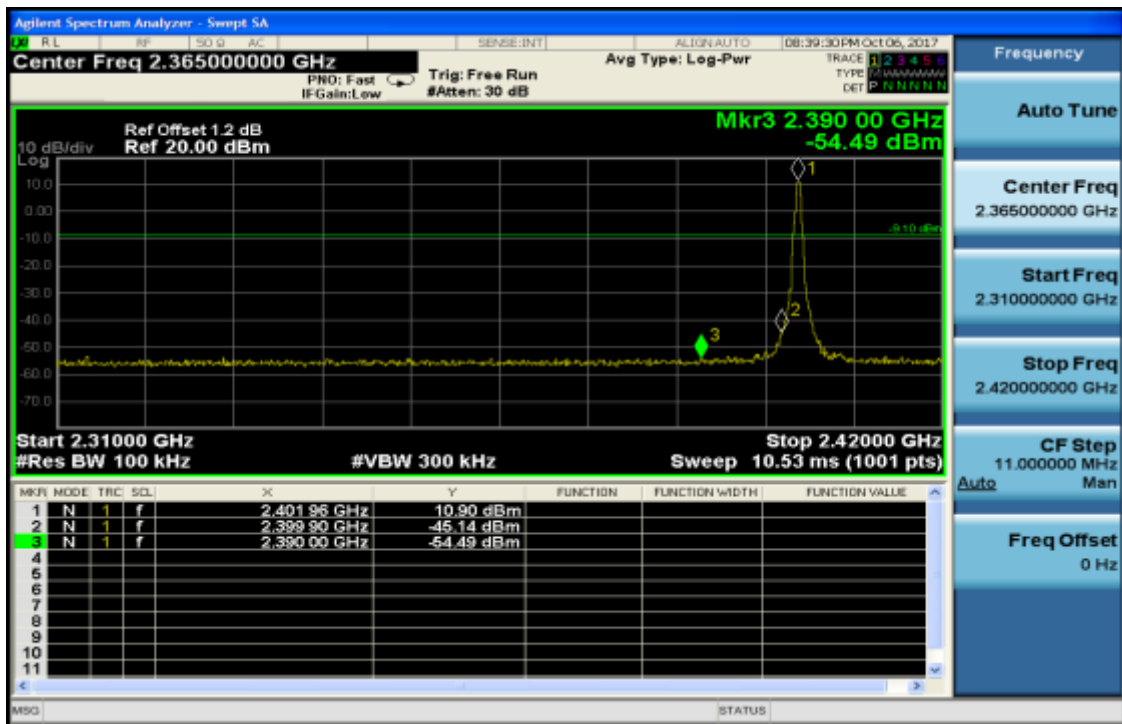 Agilent Spectrum Analyzer - Swept SA
RL RF 50 Ω AC SENSE:INT ALIGN AUTO 08:39:30 PM Oct 06, 2017
Center Freq 2.365000000 GHz
PNO: Fast
IFGain:Low
Trig: Free Run
#Atten: 30 dB
Avg Type: Log-Pwr
TRACE 1 2 3 4 5 6
TYPE M WWWWW
DET P N N N N N
Ref Offset 1.2 dB
10 dB/div Ref 20.00 dBm
Log
Mkr3 2.390 00 GHz
-54.49 dBm
10.0
0.00
-10.0
-20.0
-30.0
-40.0
-50.0
-60.0
-70.0
1
-9.10 dBm
2
3
Start 2.31000 GHz Stop 2.42000 GHz
#Res BW 100 kHz #VBW 300 kHz Sweep 10.53 ms (1001 pts)
MKR MODE TRC SCL X Y FUNCTION FUNCTION WIDTH FUNCTION VALUE
1 N 1 f 2.401 96 GHz 10.90 dBm
2 N 1 f 2.399 90 GHz -45.14 dBm
3 N 1 f 2.390 00 GHz -54.49 dBm
4
5
6
7
8
9
10
11
MSG STATUS
Frequency
Auto Tune
Center Freq
2.365000000 GHz
Start Freq
2.310000000 GHz
Stop Freq
2.420000000 GHz
CF Step
11.000000 MHz
Auto Man
Freq Offset
0 Hz